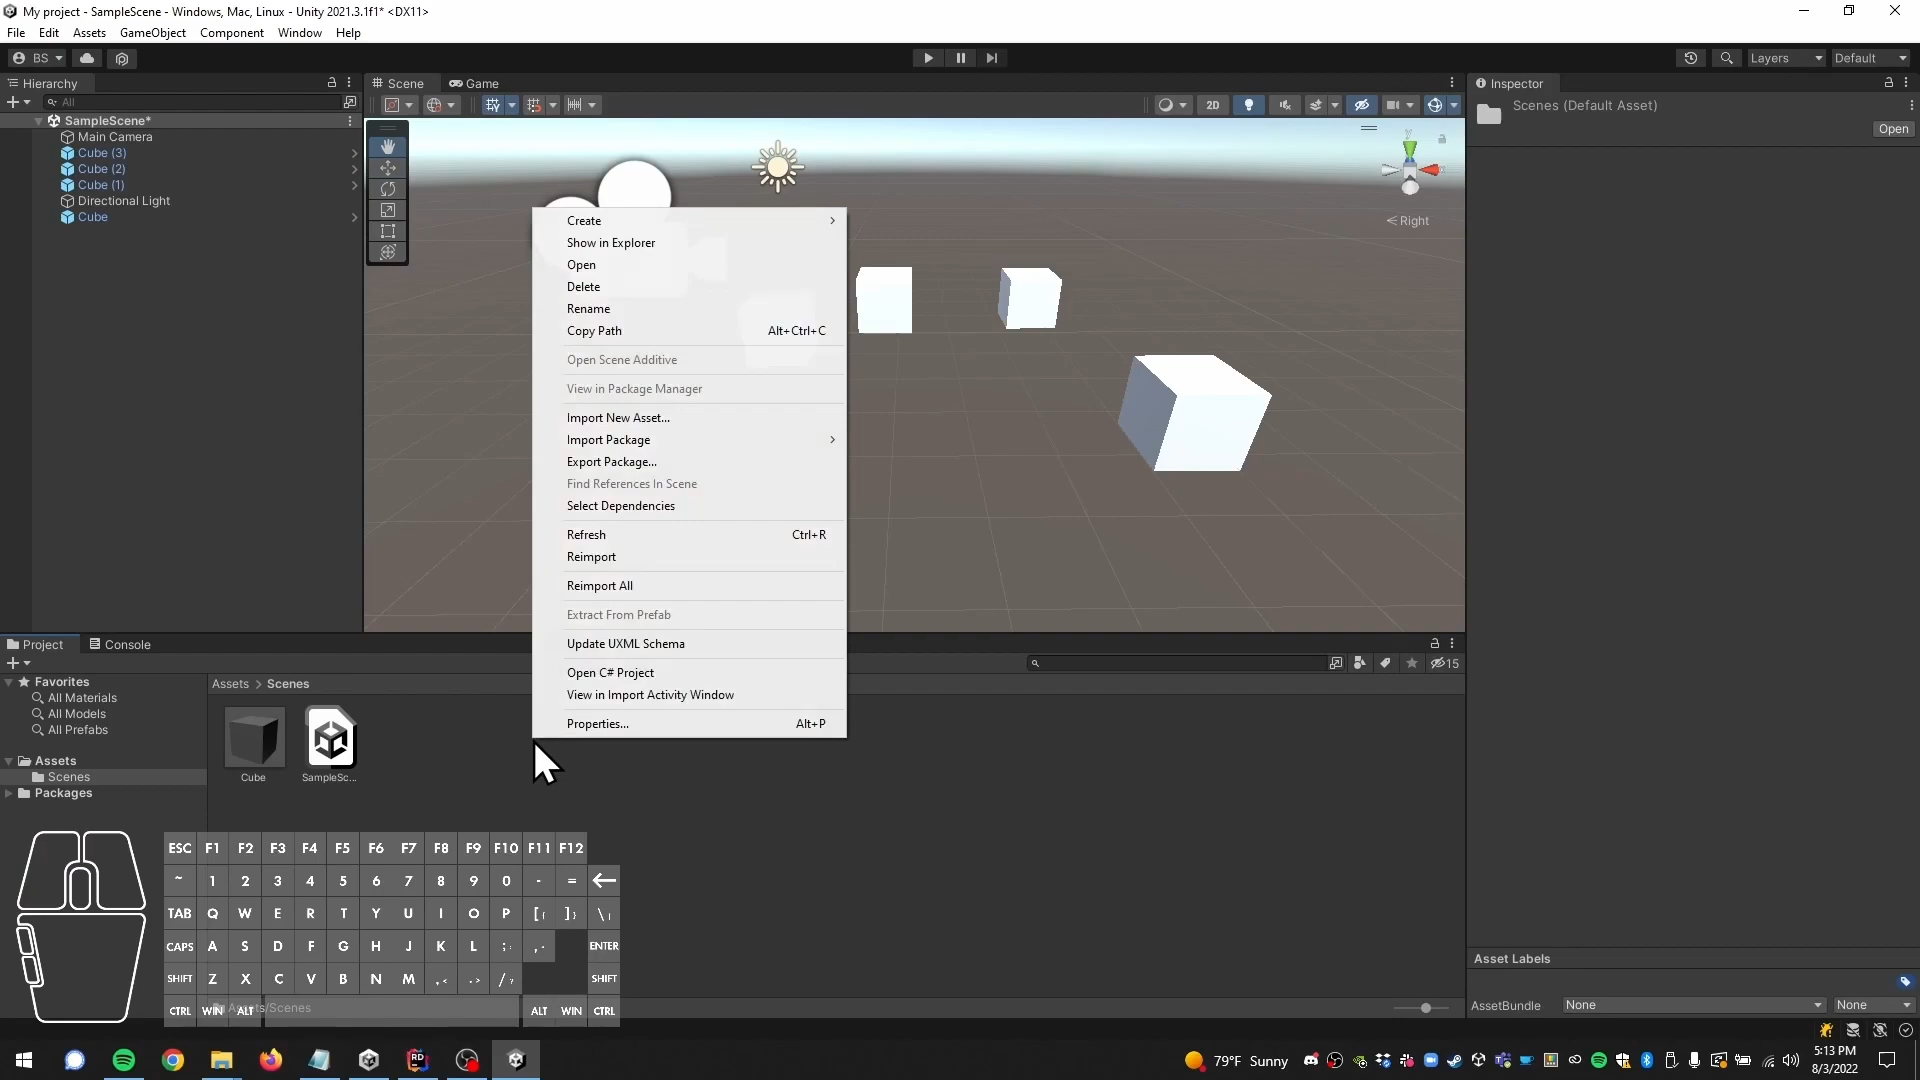 My project - SampleScene - Windows, Mac, Linux - Unity 2021.3.1f1* <DX11>
File Edit Assets GameObject Component Window Help
BS
Layers
Default
Hierarchy
Scene
Game
Inspector
All
2D
Scenes (Default Asset)
Open
SampleScene*
Main Camera
Cube (3)
Cube (2)
Cube (1)
Directional Light
Cube
y
< Right
Create
Show in Explorer
Open
Delete
Rename
Copy Path Alt+Ctrl+C
Open Scene Additive
View in Package Manager
Import New Asset...
Import Package
Export Package...
Find References In Scene
Select Dependencies
Refresh Ctrl+R
Reimport
Reimport All
Extract From Prefab
Update UXML Schema
Open C# Project
View in Import Activity Window
Properties... Alt+P
Project
Console
15
Favorites
All Materials
All Models
All Prefabs
Assets
Scenes
Packages
Assets > Scenes
Cube
SampleSc...
ESC F1 F2 F3 F4 F5 F6 F7 F8 F9 F10 F11 F12
~ 1 2 3 4 5 6 7 8 9 0 - =
TAB Q W E R T Y U I O P [{ ]} \|
CAPS A S D F G H J K L ;: ENTER
SHIFT Z X C V B N M ,< .> /? SHIFT
CTRL WIN ALT ALT WIN CTRL
Assets/Scenes
Asset Labels
AssetBundle None None
RD
79°F Sunny
5:13 PM
8/3/2022